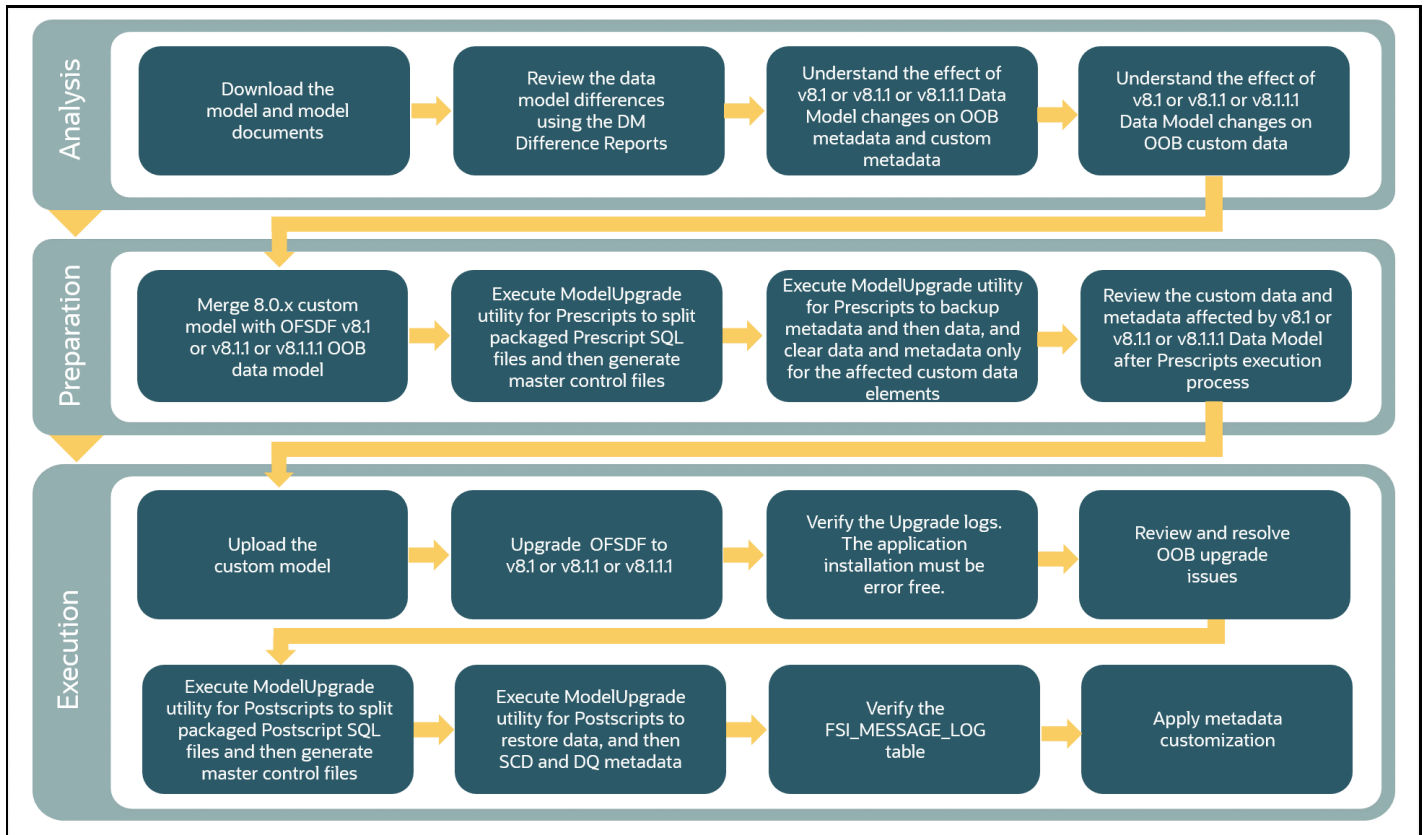 Analysis
Download the
model and model
documents
Review the data
model differences
using the DM
Difference Reports
Understand the effect of
v8.1 or v8.1.1 or v8.1.1.1 Data
Model changes on OOB
metadata and custom
metadata
Understand the effect of
v8.1 or v8.1.1 or v8.1.1.1
Data Model changes on
OOB custom data
Preparation
Merge 8.0.x custom
model with OFSDF v8.1
or v8.1.1 or v8.1.1.1 OOB
data model
Execute ModelUpgrade
utility for Prescripts to split
packaged Prescript SQL
files and then generate
master control files
Execute ModelUpgrade utility
for Prescripts to backup
metadata and then data, and
clear data and metadata only
for the affected custom data
elements
Review the custom data and
metadata affected by v8.1 or
v8.1.1 or v8.1.1.1 Data Model
after Prescripts execution
process
Execution
Upload the
custom model
Upgrade OFSDF to
v8.1 or v8.1.1 or v8.1.1.1
Verify the Upgrade logs.
The application
installation must be
error free.
Review and resolve
OOB upgrade
issues
Execute ModelUpgrade
utility for Postscripts to split
packaged Postscript SQL
files and then generate
master control files
Execute ModelUpgrade
utility for Postscripts to
restore data, and then
SCD and DQ metadata
Verify the
FSI_MESSAGE_LOG
table
Apply metadata
customization